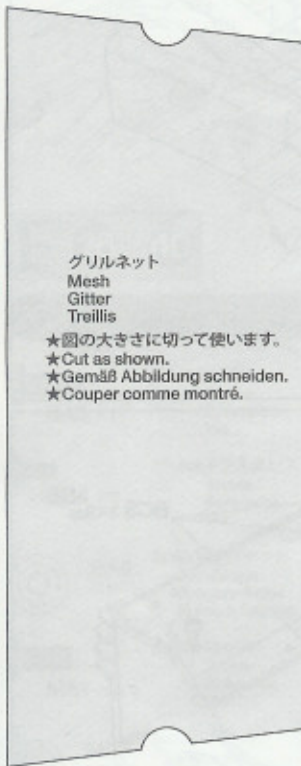 グリルネット
Mesh
Gitter
Treillis
★図の大きさに切って使います。
★Cut as shown.
★Gemäß Abbildung schneiden.
★Couper comme montré.